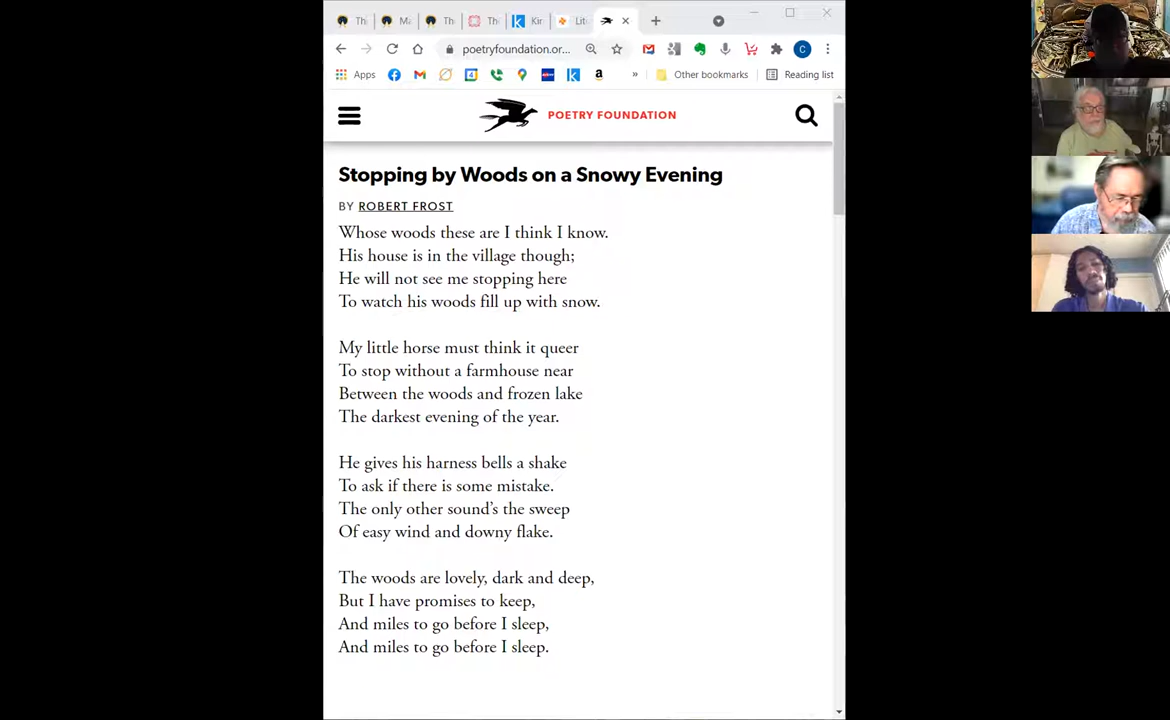 Th
M
Th
Th
Kir
Lit
poetryfoundation.or...
C
Apps
31
a
»
Other bookmarks
Reading list
POETRY FOUNDATION
Stopping by Woods on a Snowy Evening
BY ROBERT FROST
Whose woods these are I think I know.
His house is in the village though;
He will not see me stopping here
To watch his woods fill up with snow.
My little horse must think it queer
To stop without a farmhouse near
Between the woods and frozen lake
The darkest evening of the year.
He gives his harness bells a shake
To ask if there is some mistake.
The only other sound’s the sweep
Of easy wind and downy flake.
The woods are lovely, dark and deep,
But I have promises to keep,
And miles to go before I sleep,
And miles to go before I sleep.